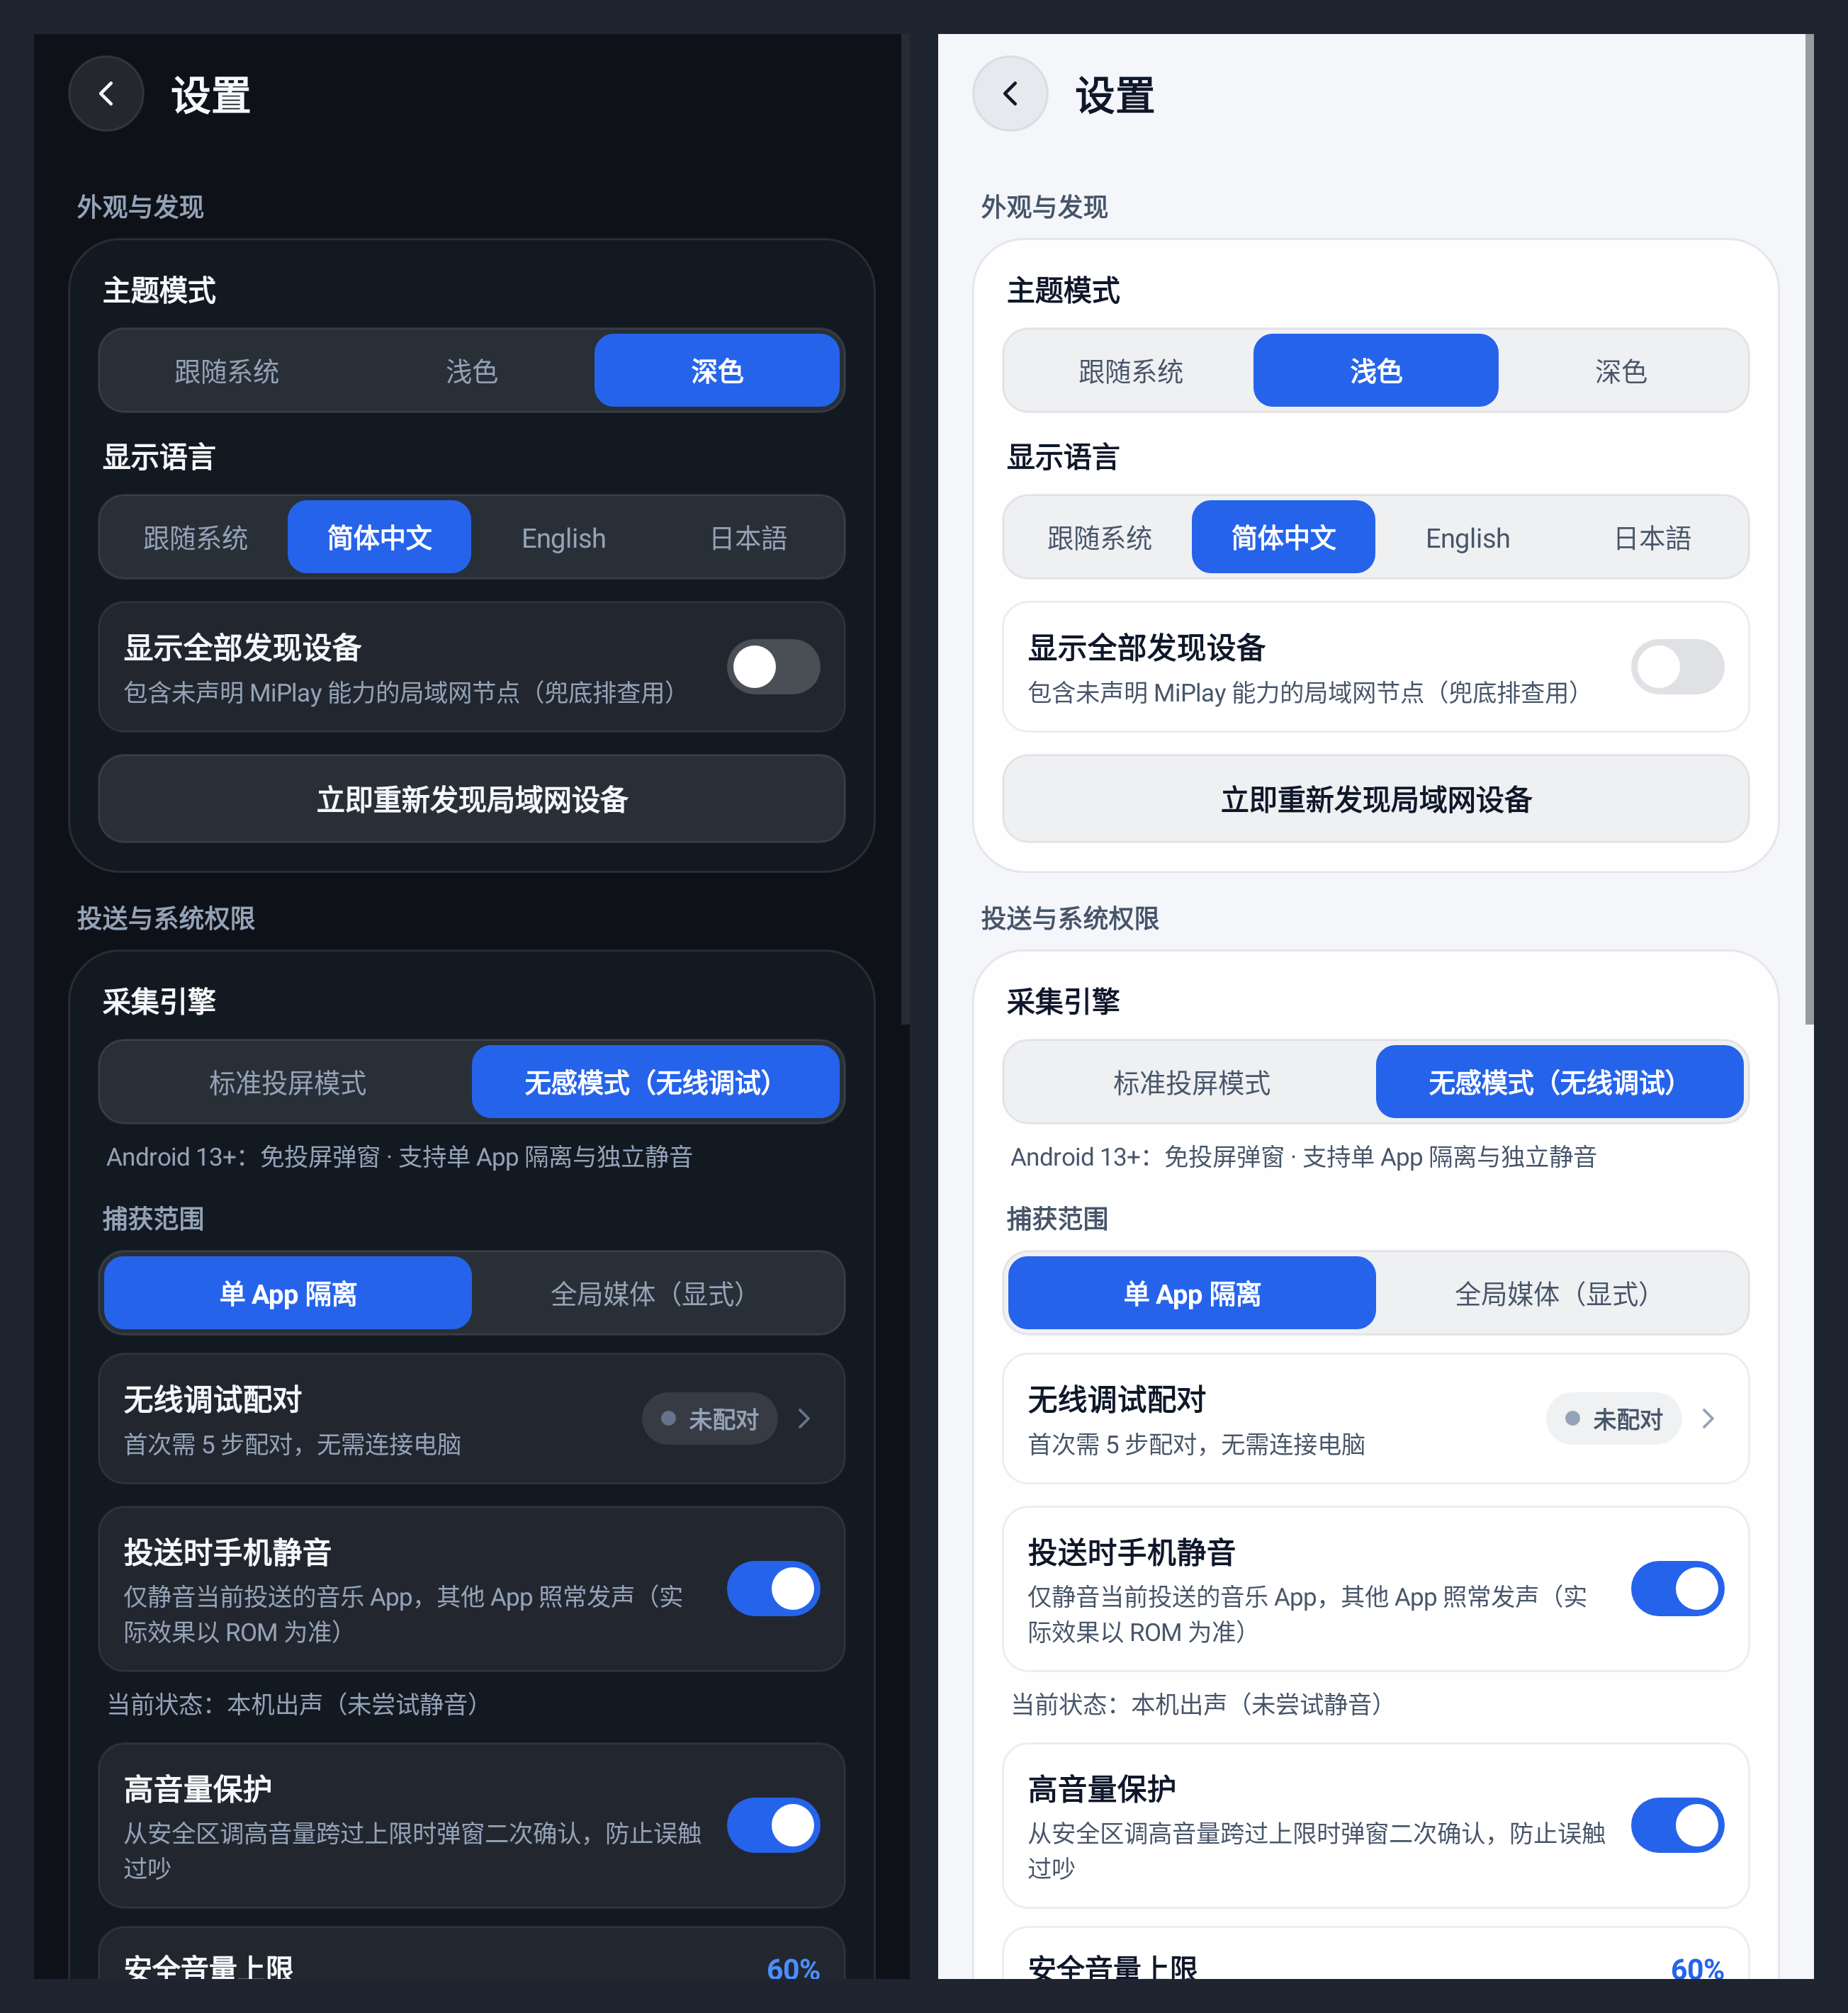 设置
外观与发现
主题模式
跟随系统 浅色 深色
显示语言
跟随系统 简体中文 English 日本語
显示全部发现设备
包含未声明 MiPlay 能力的局域网节点（兜底排查用）
立即重新发现局域网设备
投送与系统权限
采集引擎
标准投屏模式 无感模式（无线调试）
Android 13+：免投屏弹窗 · 支持单 App 隔离与独立静音
捕获范围
单 App 隔离 全局媒体（显式）
无线调试配对
首次需 5 步配对，无需连接电脑
未配对
投送时手机静音
仅静音当前投送的音乐 App，其他 App 照常发声（实
际效果以 ROM 为准）
当前状态：本机出声（未尝试静音）
高音量保护
从安全区调高音量跨过上限时弹窗二次确认，防止误触
过吵
安全音量上限 60%
设置
外观与发现
主题模式
跟随系统 浅色 深色
显示语言
跟随系统 简体中文 English 日本語
显示全部发现设备
包含未声明 MiPlay 能力的局域网节点（兜底排查用）
立即重新发现局域网设备
投送与系统权限
采集引擎
标准投屏模式 无感模式（无线调试）
Android 13+：免投屏弹窗 · 支持单 App 隔离与独立静音
捕获范围
单 App 隔离 全局媒体（显式）
无线调试配对
首次需 5 步配对，无需连接电脑
未配对
投送时手机静音
仅静音当前投送的音乐 App，其他 App 照常发声（实
际效果以 ROM 为准）
当前状态：本机出声（未尝试静音）
高音量保护
从安全区调高音量跨过上限时弹窗二次确认，防止误触
过吵
安全音量上限 60%